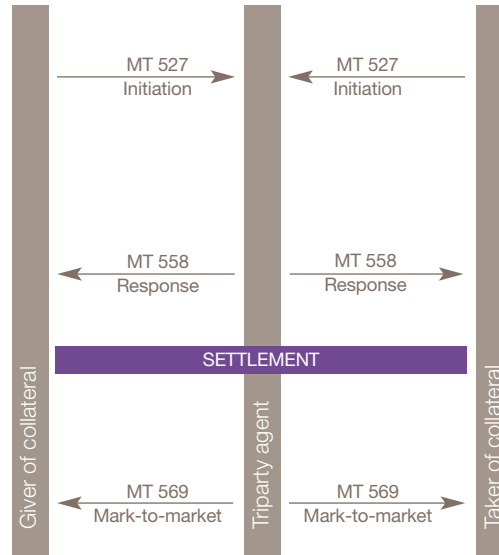 MT 527
Initiation
MT 527
Initiation
MT 558
Response
MT 558
Response
SETTLEMENT
Giver of collateral
Triparty agent
Taker of collateral
MT 569
Mark-to-market
MT 569
Mark-to-market